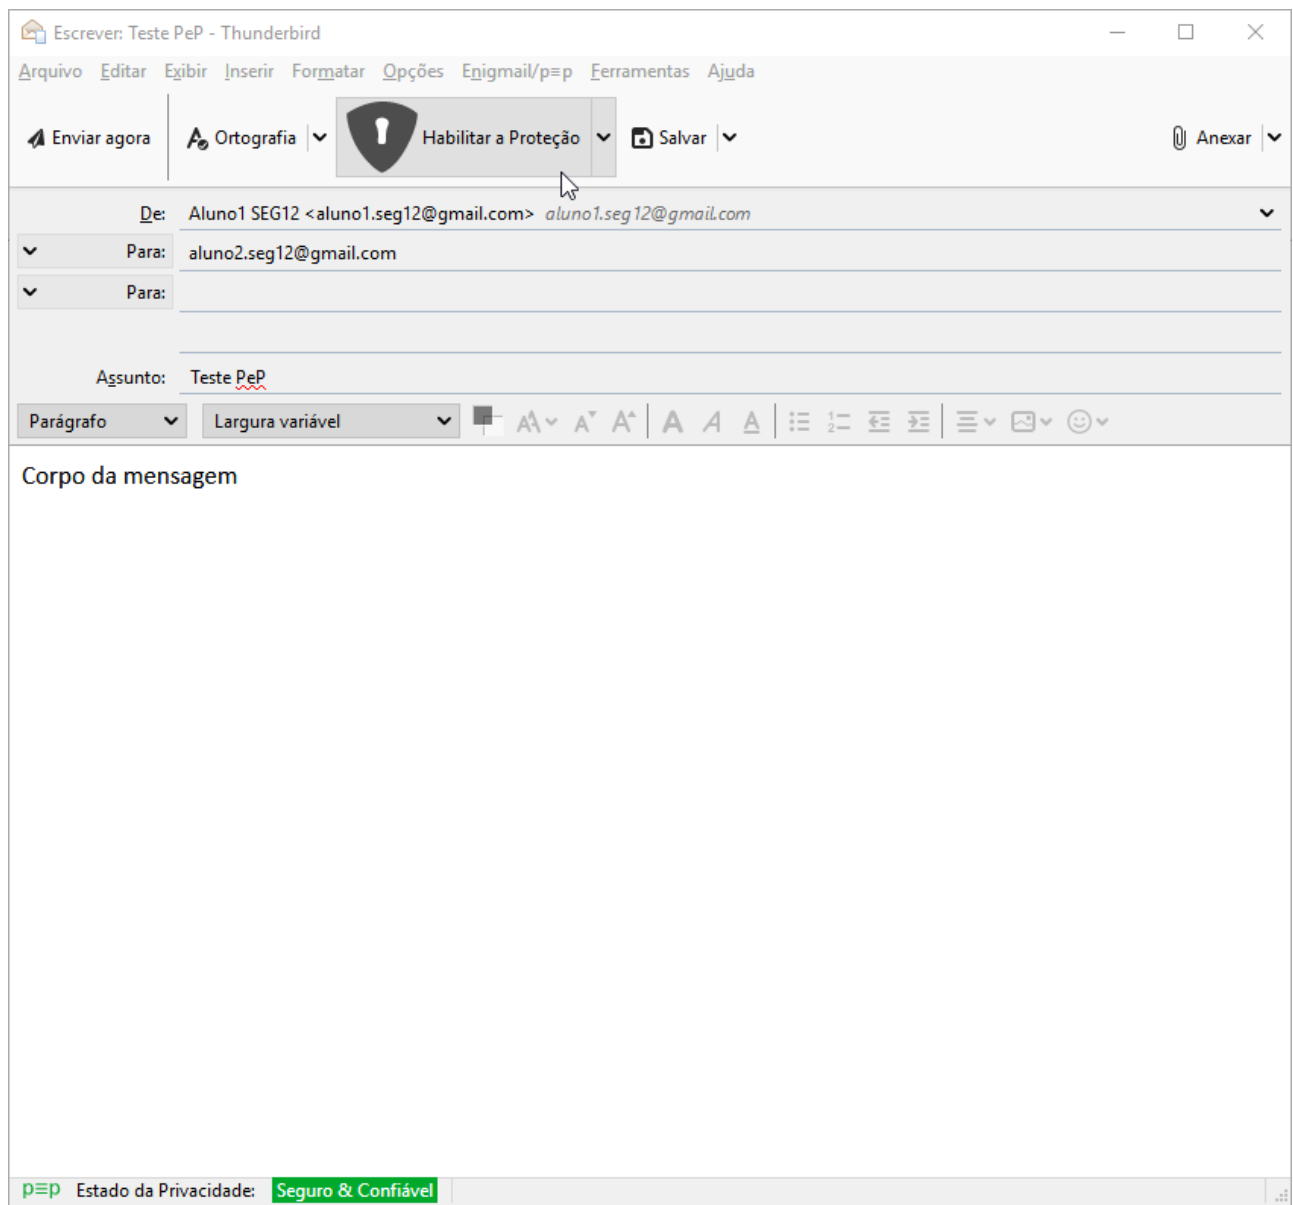 Escrever: Teste PeP - Thunderbird
Arquivo Editar Exibir Inserir Formatar Opções Enigmail/p≡p Ferramentas Ajuda
Enviar agora Ortografia Habilitar a Proteção Salvar Anexar
De: Aluno1 SEG12 <aluno1.seg12@gmail.com> aluno1.seg12@gmail.com
Para: aluno2.seg12@gmail.com
Para:
Assunto: Teste PeP
Parágrafo Largura variável
Corpo da mensagem
p≡p Estado da Privacidade: Seguro & Confiável